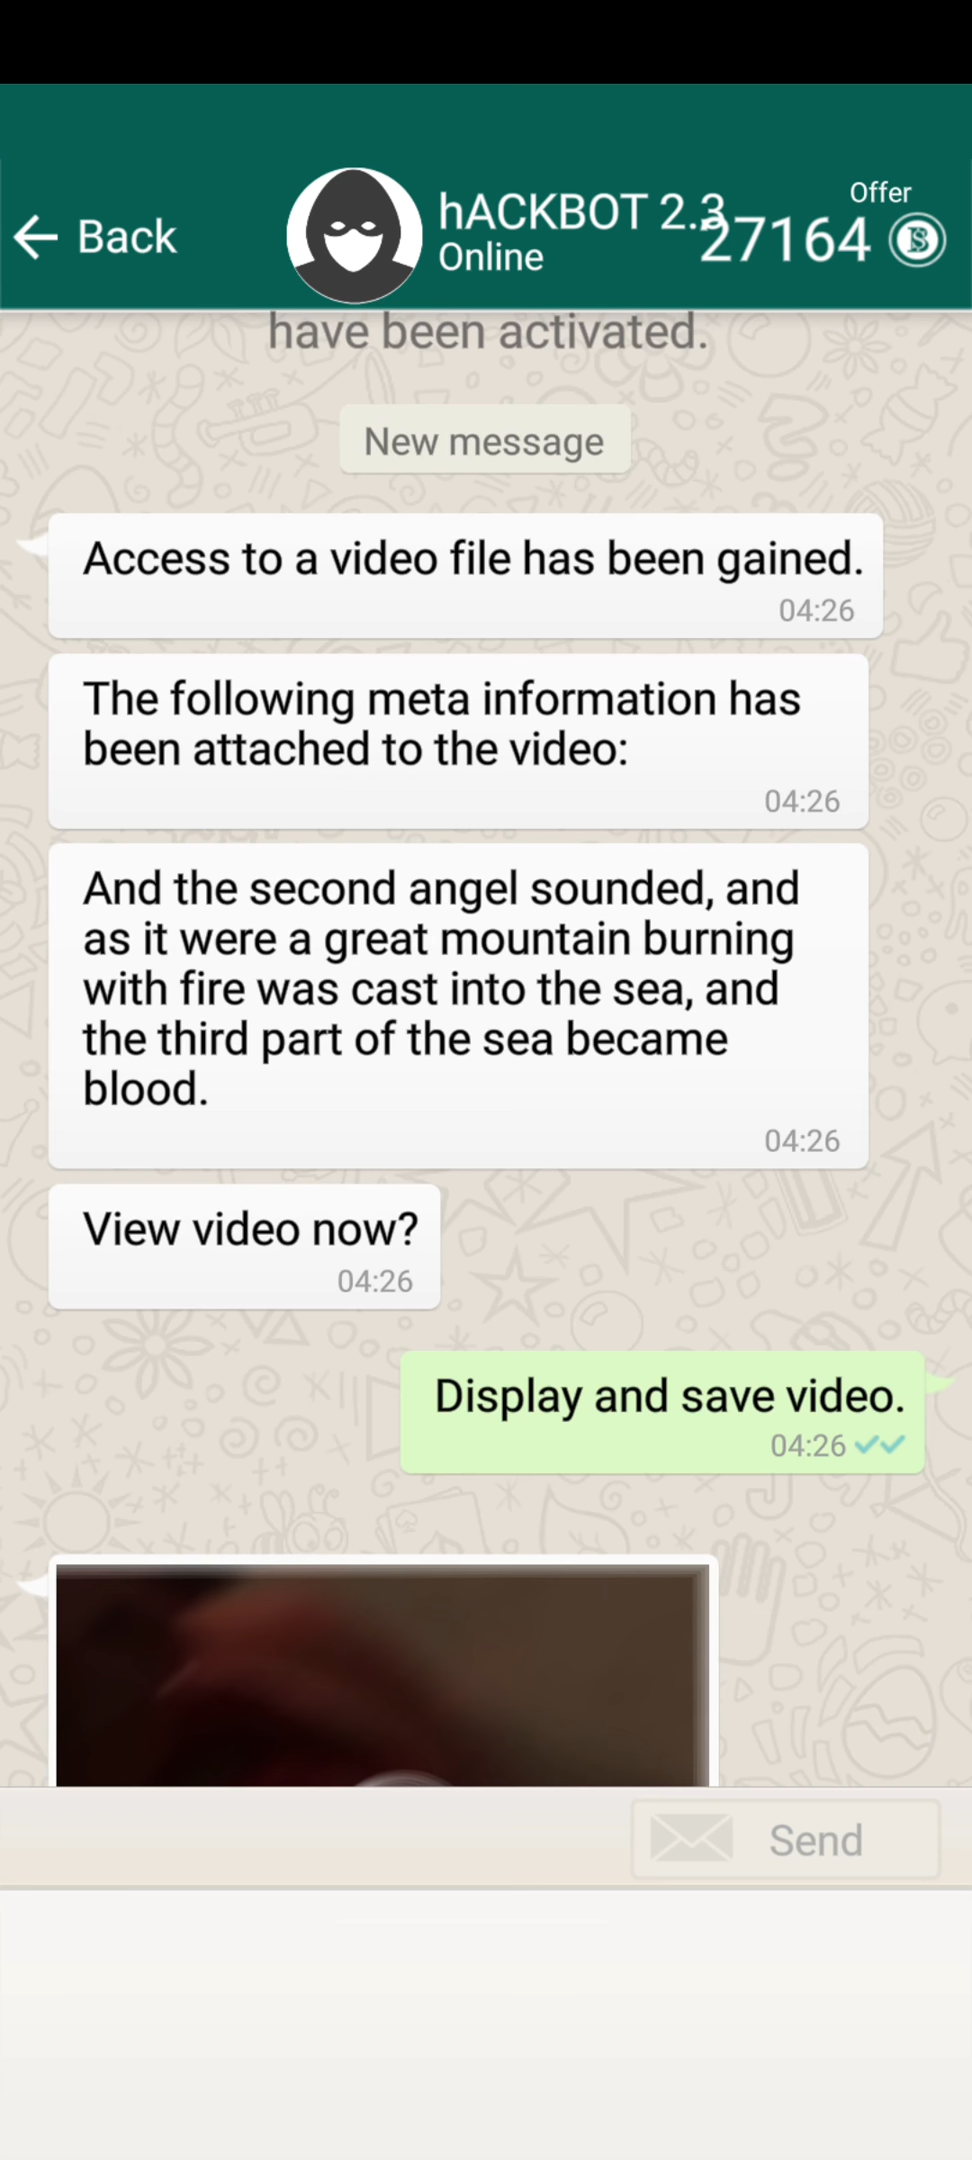 Back
hACKBOT 2.3
Online
Offer
27164
have been activated.
New message
Access to a video file has been gained.
04:26
The following meta information has
been attached to the video:
04:26
And the second angel sounded, and
as it were a great mountain burning
with fire was cast into the sea, and
the third part of the sea became
blood.
04:26
View video now?
04:26
Display and save video.
04:26
Send